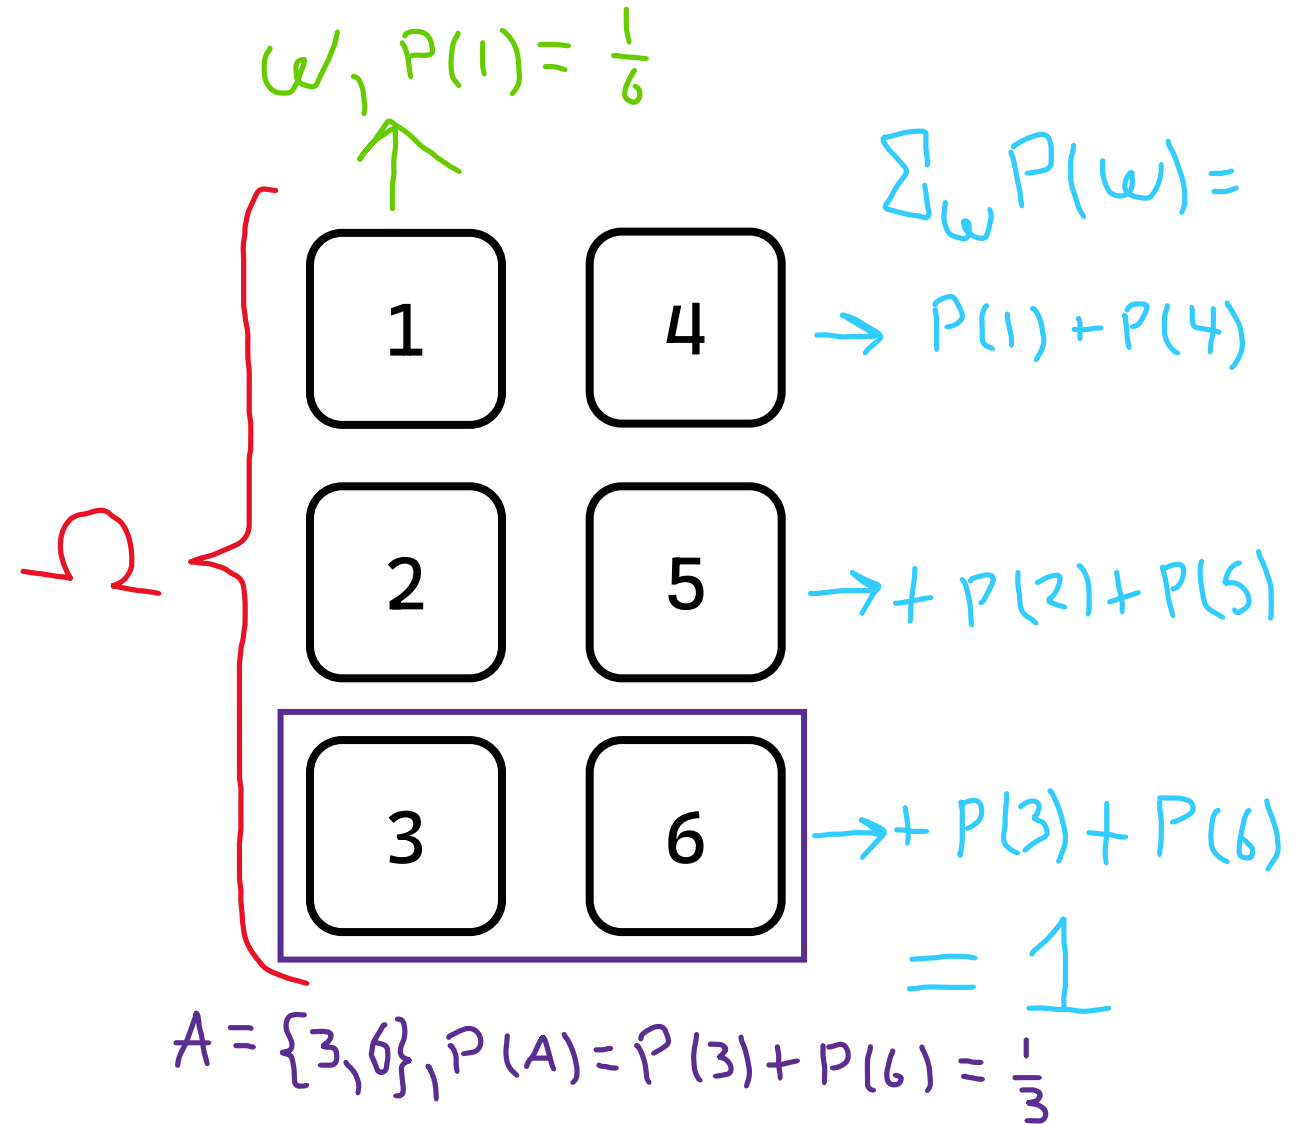 ω, P(1) = 1/6
Σ_ω P(ω) =
1 4 → P(1) + P(4)
Ω
2 5 → + P(2) + P(5)
3 6 → + P(3) + P(6)
= 1
A = {3,6}, P(A) = P(3) + P(6) = 1/3